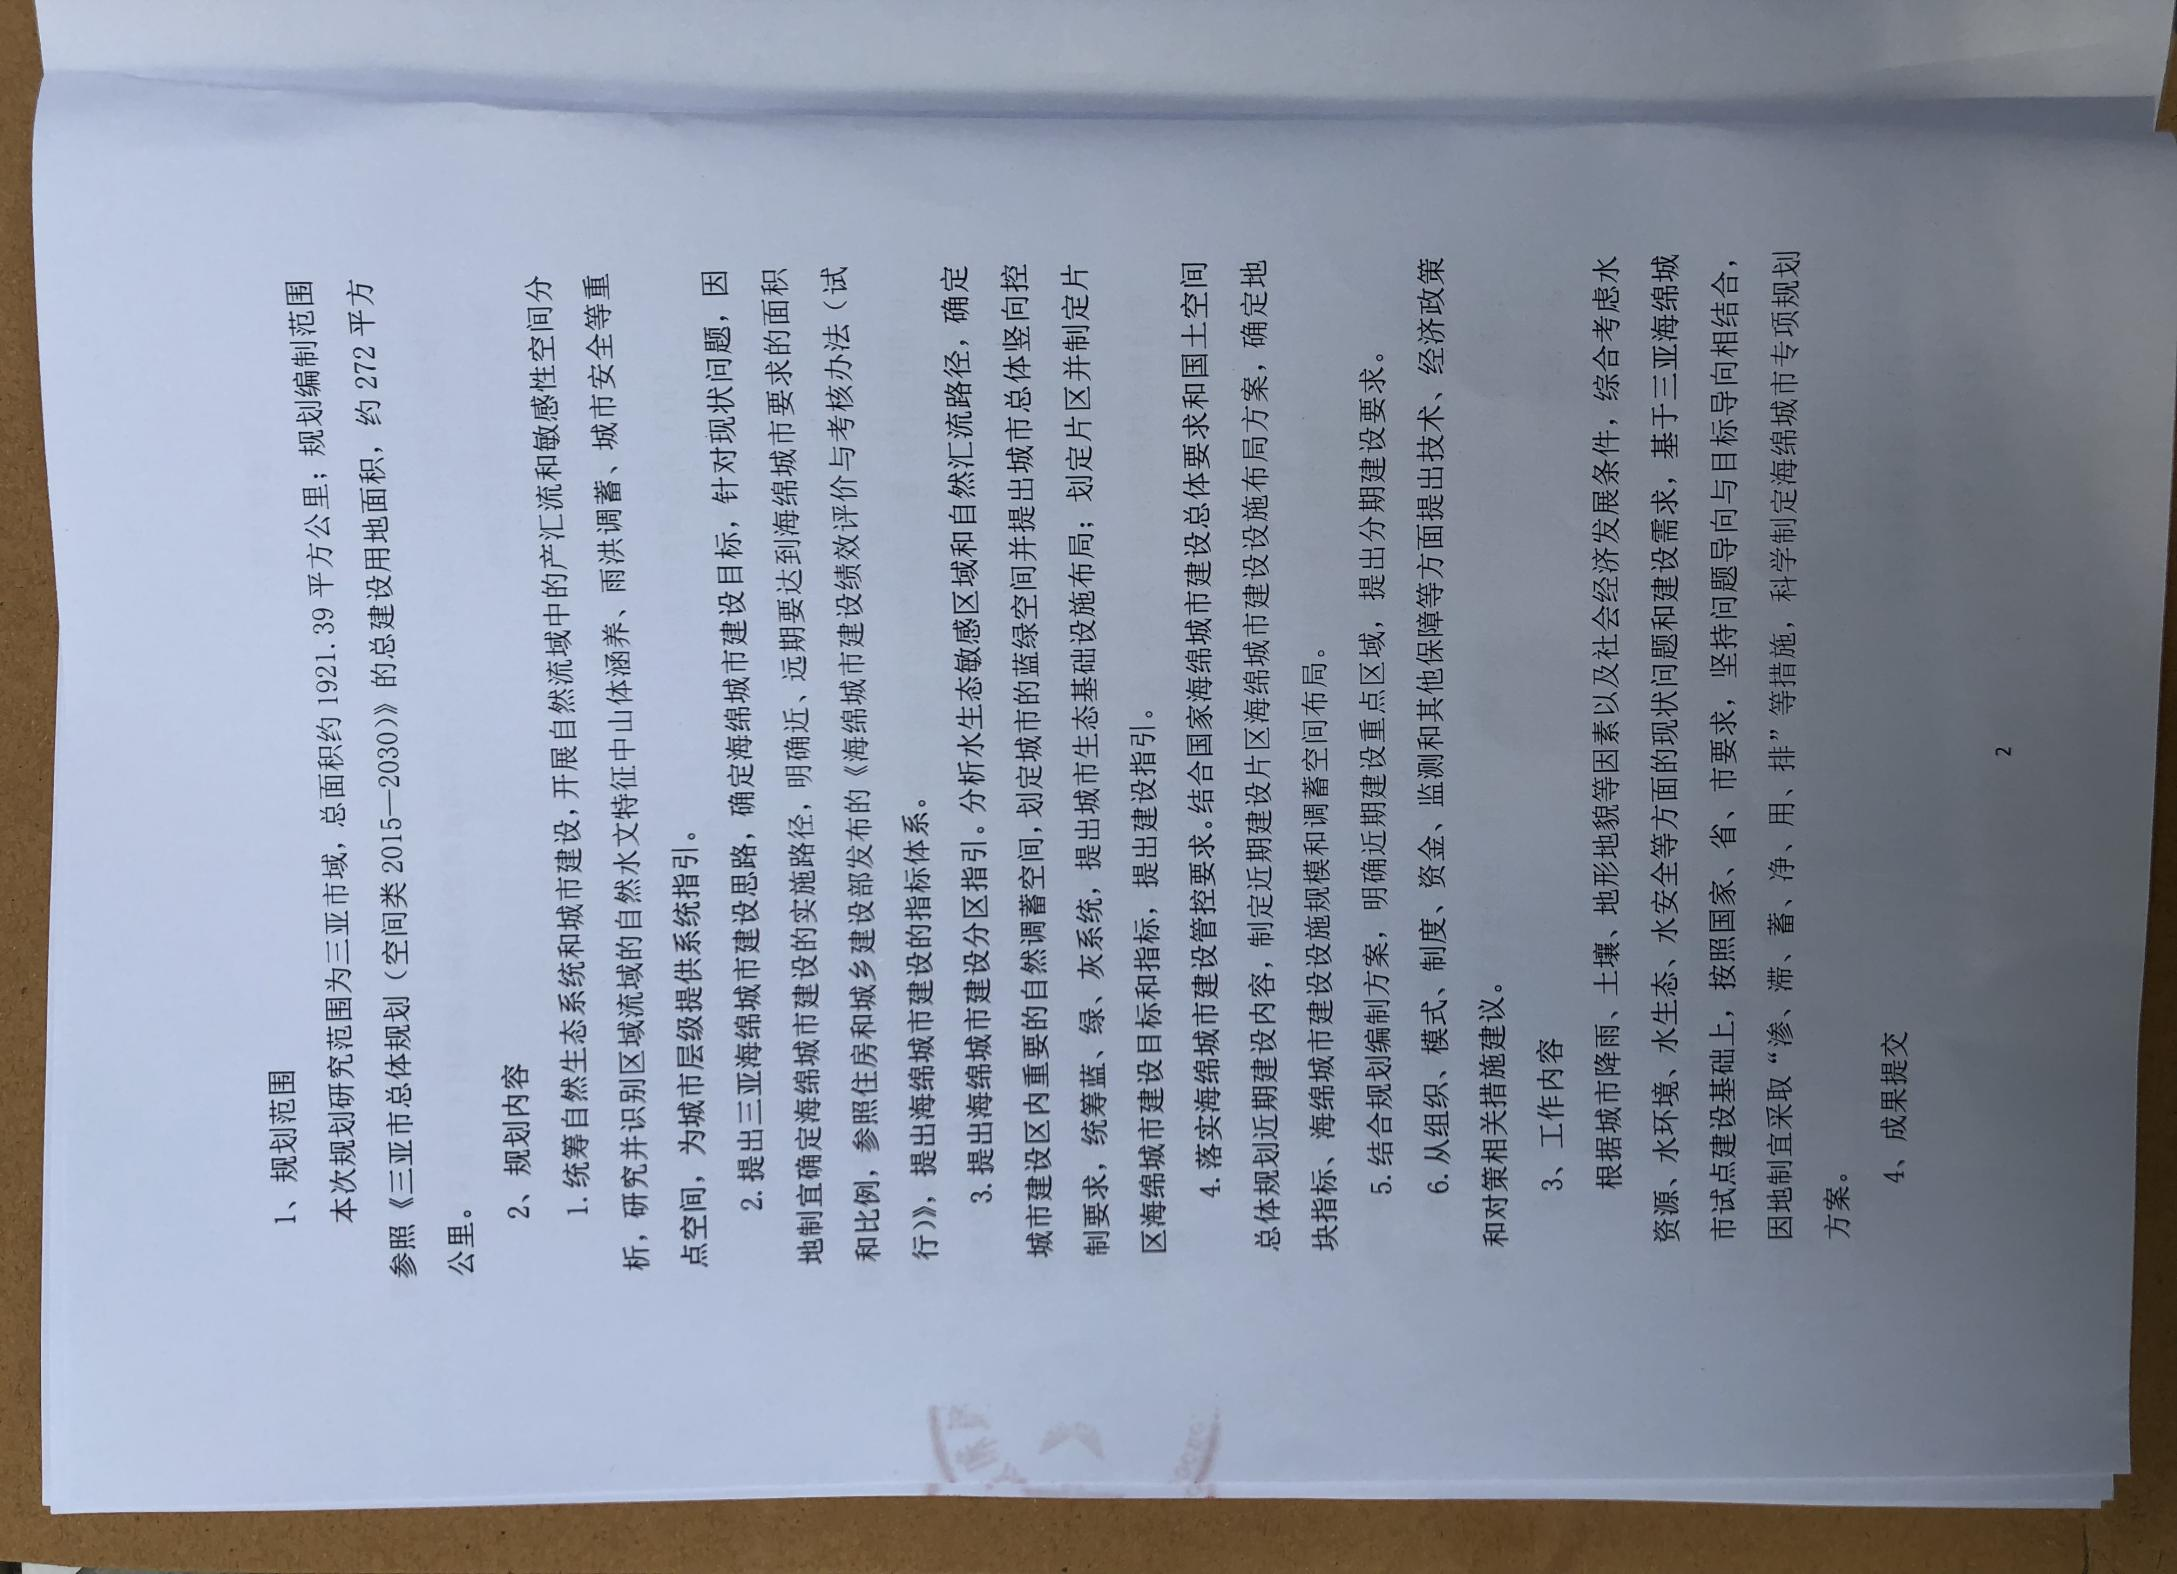 1、规划范围
本次规划研究范围为三亚市域，总面积约 1921.39 平方公里；规划编制范围
参照《三亚市总体规划（空间类 2015—2030）》的总建设用地面积，约 272 平方
公里。
2、规划内容
1.统筹自然生态系统和城市建设，开展自然流域中的产汇流和敏感性空间分
析，研究并识别区域流域的自然水文特征中山体涵养、雨洪调蓄、城市安全等重
点空间，为城市层级提供系统指引。
2.提出三亚海绵城市建设思路，确定海绵城市建设目标，针对现状问题，因
地制宜确定海绵城市建设的实施路径，明确近、远期要达到海绵城市要求的面积
和比例，参照住房和城乡建设部发布的《海绵城市建设绩效评价与考核办法（试
行）》，提出海绵城市建设的指标体系。
3.提出海绵城市建设分区指引。分析水生态敏感区域和自然汇流路径，确定
城市建设区内重要的自然调蓄空间，划定城市的蓝绿空间并提出城市总体竖向控
制要求，统筹蓝、绿、灰系统，提出城市生态基础设施布局；划定片区并制定片
区海绵城市建设目标和指标，提出建设指引。
4.落实海绵城市建设管控要求。结合国家海绵城市建设总体要求和国土空间
总体规划近期建设内容，制定近期建设片区海绵城市建设设施布局方案，确定地
块指标、海绵城市建设设施规模和调蓄空间布局。
5.结合规划编制方案，明确近期建设重点区域，提出分期建设要求。
6.从组织、模式、制度、资金、监测和其他保障等方面提出技术、经济政策
和对策相关措施建议。
3、工作内容
根据城市降雨、土壤、地形地貌等因素以及社会经济发展条件，综合考虑水
资源、水环境、水生态、水安全等方面的现状问题和建设需求，基于三亚海绵城
市试点建设基础上，按照国家、省、市要求，坚持问题导向与目标导向相结合，
因地制宜采取“渗、滞、蓄、净、用、排”等措施，科学制定海绵城市专项规划
方案。
4、成果提交
2